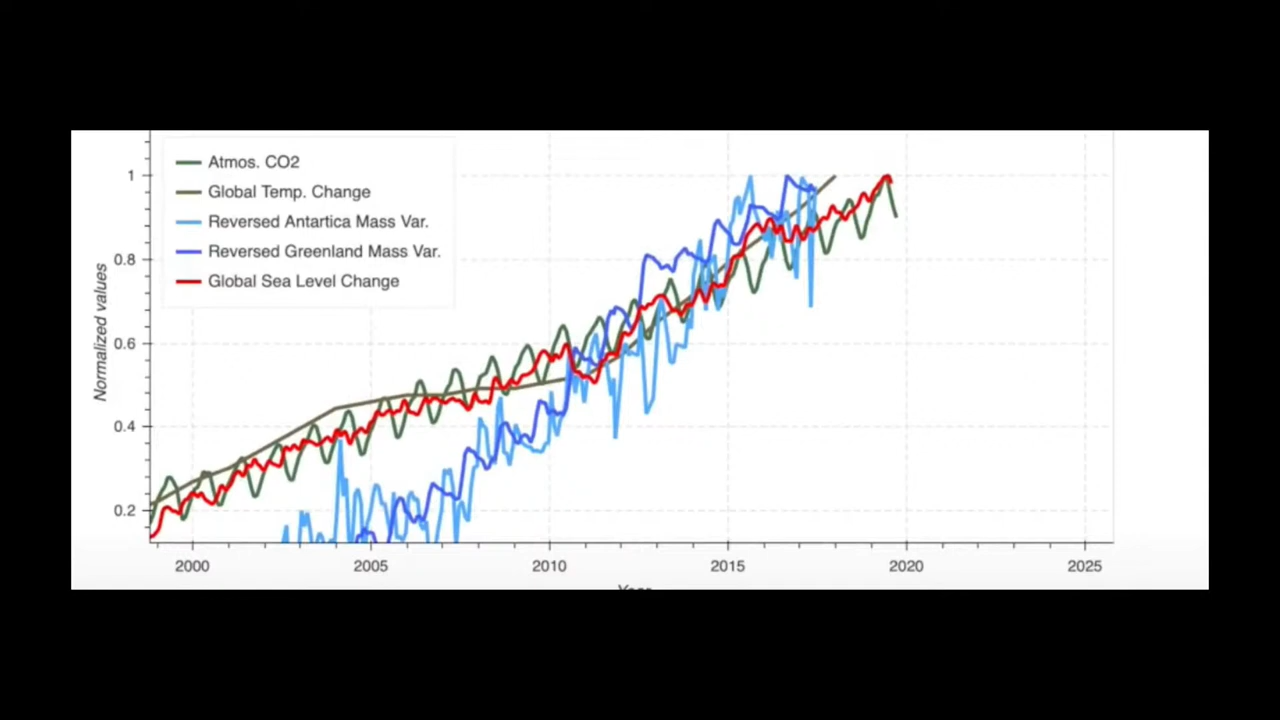 Atmos. CO2
Global Temp. Change
Reversed Antartica Mass Var.
Reversed Greenland Mass Var.
Global Sea Level Change
Normalized values
1
0.8
0.6
0.4
0.2
2000 2005 2010 2015 2020 2025